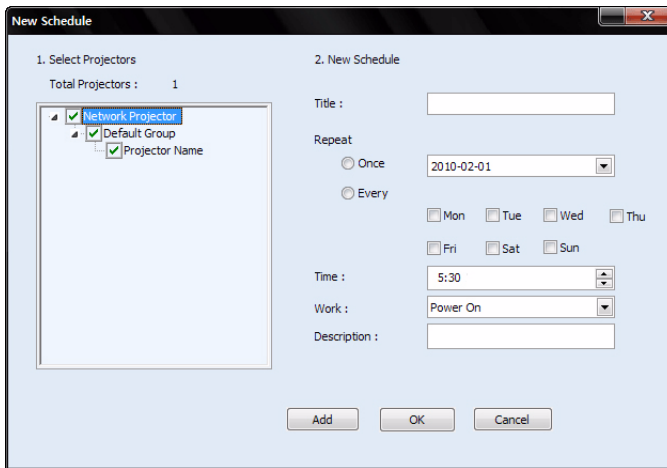 New Schedule
1. Select Projectors
Total Projectors : 1
Network Projector
Default Group
Projector Name
2. New Schedule
Title :
Repeat
Once 2010-02-01
Every
Mon Tue Wed Thu
Fri Sat Sun
Time : 5:30
Work : Power On
Description :
Add OK Cancel